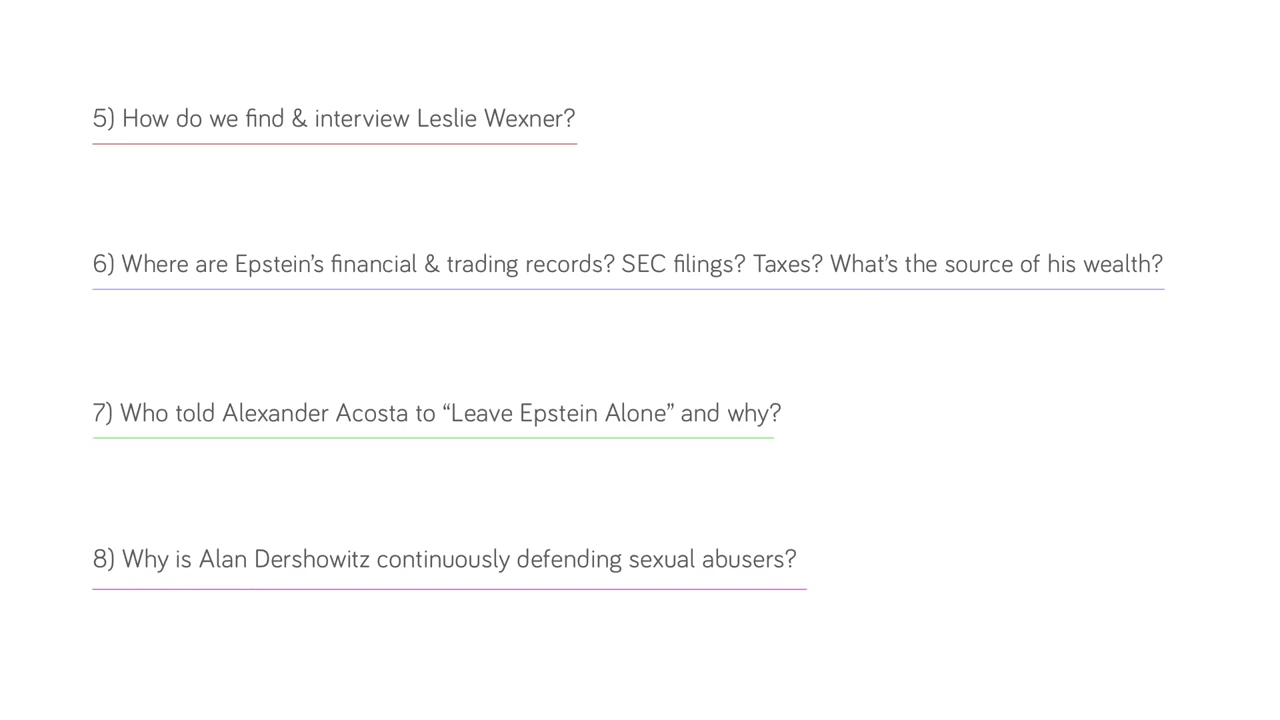 5) How do we find & interview Leslie Wexner?
6) Where are Epstein’s financial & trading records? SEC filings? Taxes? What’s the source of his wealth?
7) Who told Alexander Acosta to “Leave Epstein Alone” and why?
8) Why is Alan Dershowitz continuously defending sexual abusers?